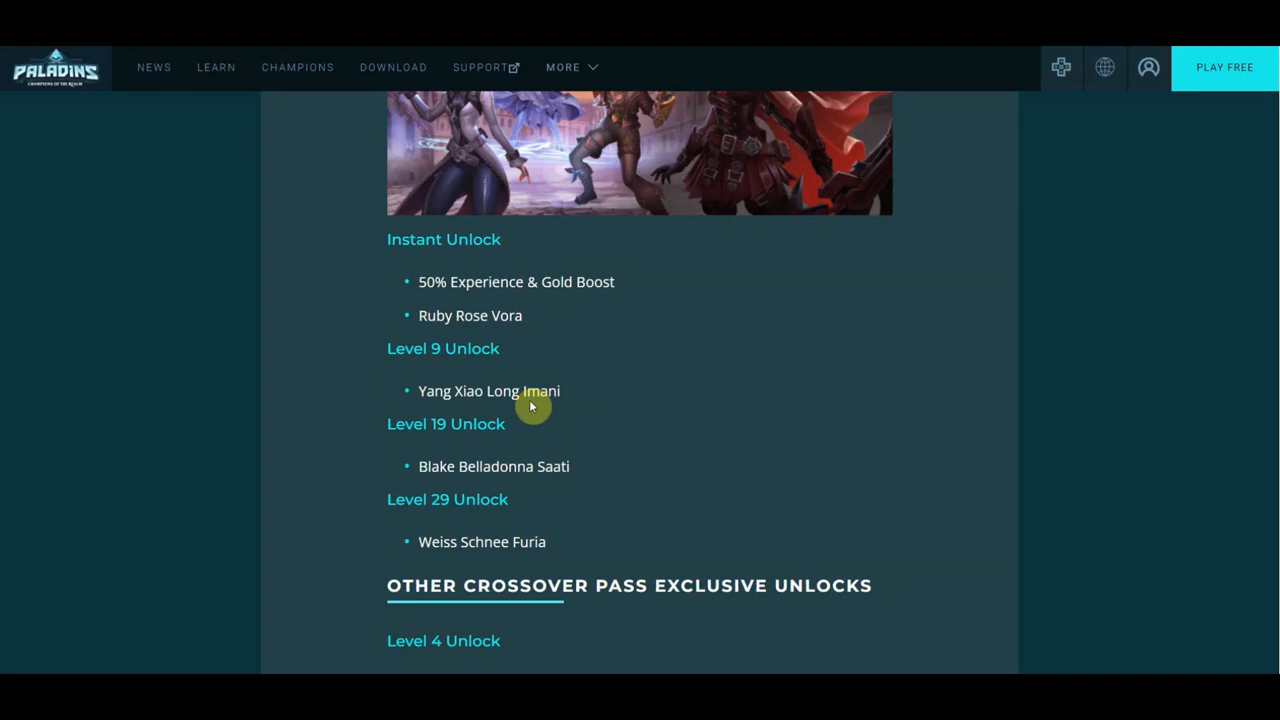 PALADINS
CHAMPIONS OF THE REALM
NEWS
LEARN
CHAMPIONS
DOWNLOAD
SUPPORT
MORE
PLAY FREE
Instant Unlock
• 50% Experience & Gold Boost
• Ruby Rose Vora
Level 9 Unlock
• Yang Xiao Long Imani
Level 19 Unlock
• Blake Belladonna Saati
Level 29 Unlock
• Weiss Schnee Furia
OTHER CROSSOVER PASS EXCLUSIVE UNLOCKS
Level 4 Unlock